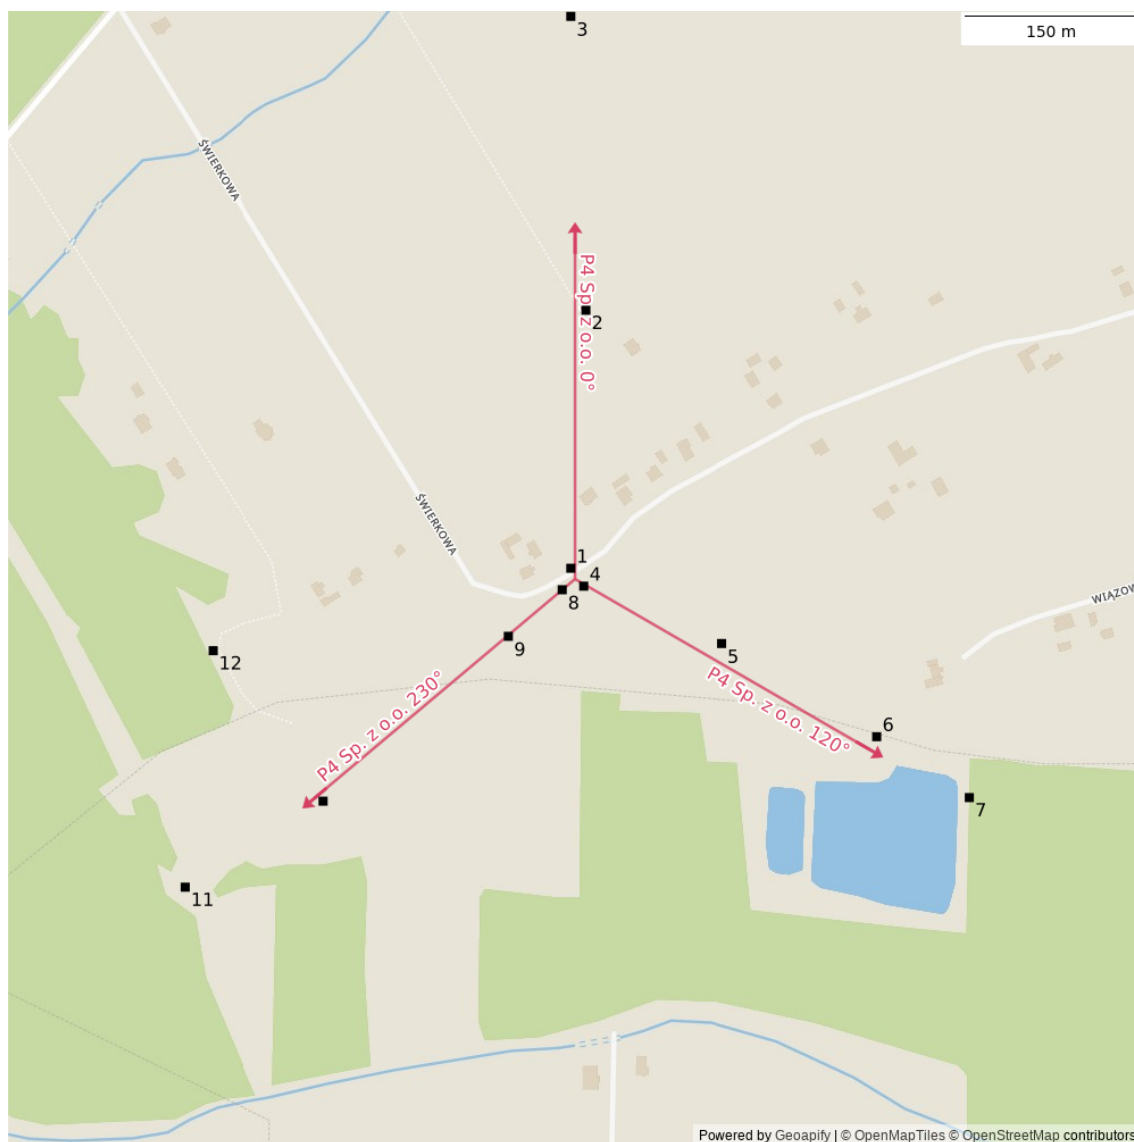 3
150 m
ŚWIERKOWA
P4 Sp. z o.o. 0°
2
ŚWIERKOWA
1
4
8
WIĄZOW
9
5
12
P4 Sp. z o.o. 230°
P4 Sp. z o.o. 120°
6
7
11
Powered by Geoapify | © OpenMapTiles © OpenStreetMap contributors